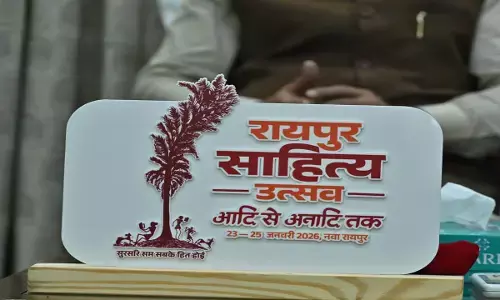 रायपुर
साहित्य
उत्सव
आदि से अनादि तक
23 — 25 जनवरी 2026, नवा रायपुर
सुरसरि सम सबके हित होई